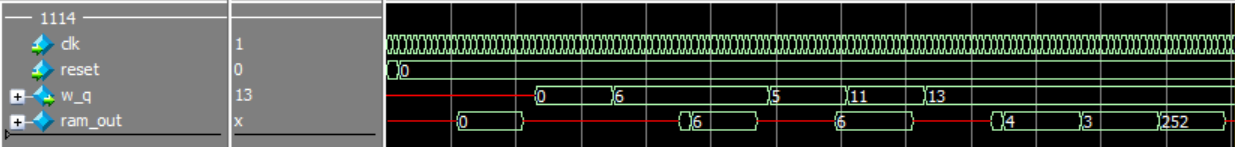 1114
clk 1
reset 0 0
w_q 13 0 6 5 11 13
ram_out x 0 6 6 4 3 252